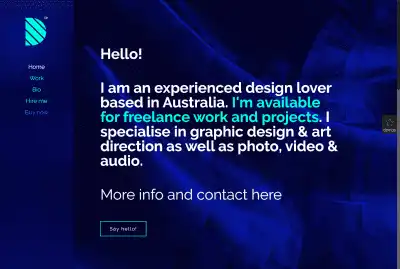 Home
Work
Bio
Hire me
Buy now
Hello!
I am an experienced design lover
based in Australia. I'm available
for freelance work and projects. I
specialise in graphic design & art
direction as well as photo, video &
audio.
More info and contact here
Say hello!